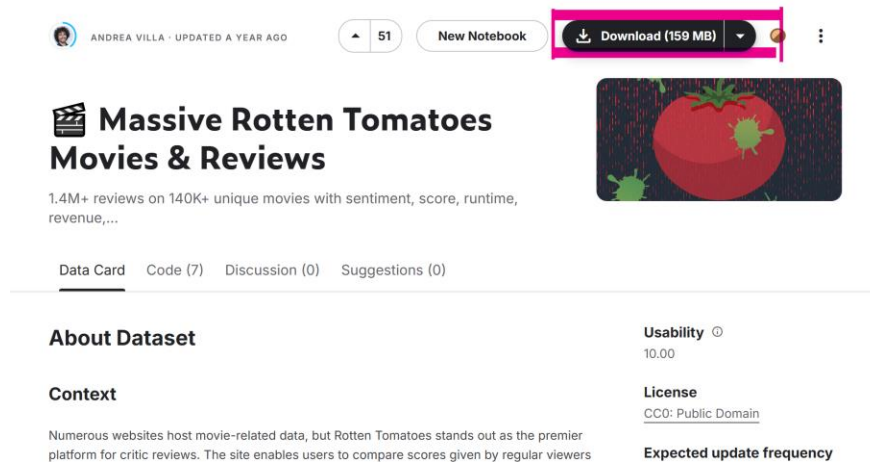 ANDREA VILLA · UPDATED A YEAR AGO
51
New Notebook
Download (159 MB)
Massive Rotten Tomatoes
Movies & Reviews
1.4M+ reviews on 140K+ unique movies with sentiment, score, runtime,
revenue,...
Data Card
Code (7)
Discussion (0)
Suggestions (0)
About Dataset
Context
Numerous websites host movie-related data, but Rotten Tomatoes stands out as the premier
platform for critic reviews. The site enables users to compare scores given by regular viewers
Usability
10.00
License
CC0: Public Domain
Expected update frequency